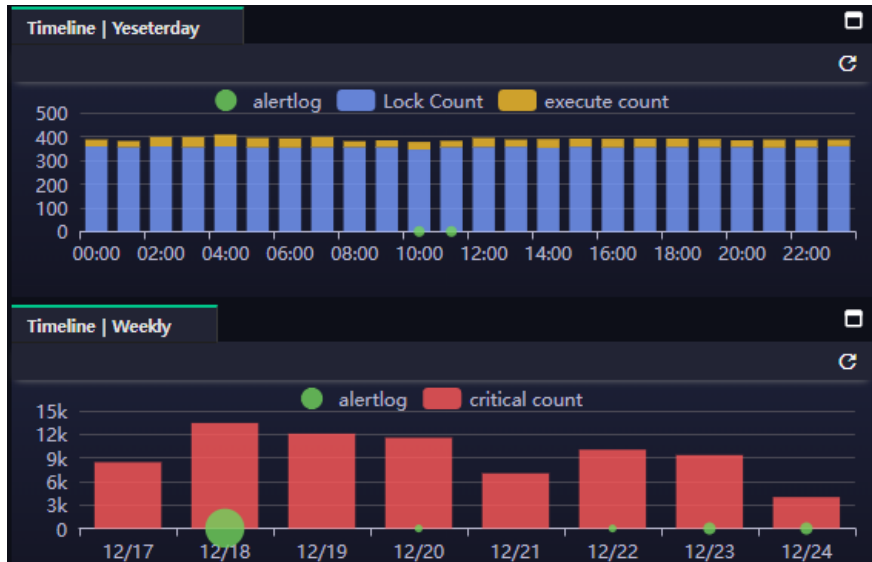 Timeline | Yeseterday
alertlog Lock Count execute count
500
400
300
200
100
0
00:00 02:00 04:00 06:00 08:00 10:00 12:00 14:00 16:00 18:00 20:00 22:00
Timeline | Weekly
alertlog critical count
15k
12k
9k
6k
3k
0
12/17 12/18 12/19 12/20 12/21 12/22 12/23 12/24